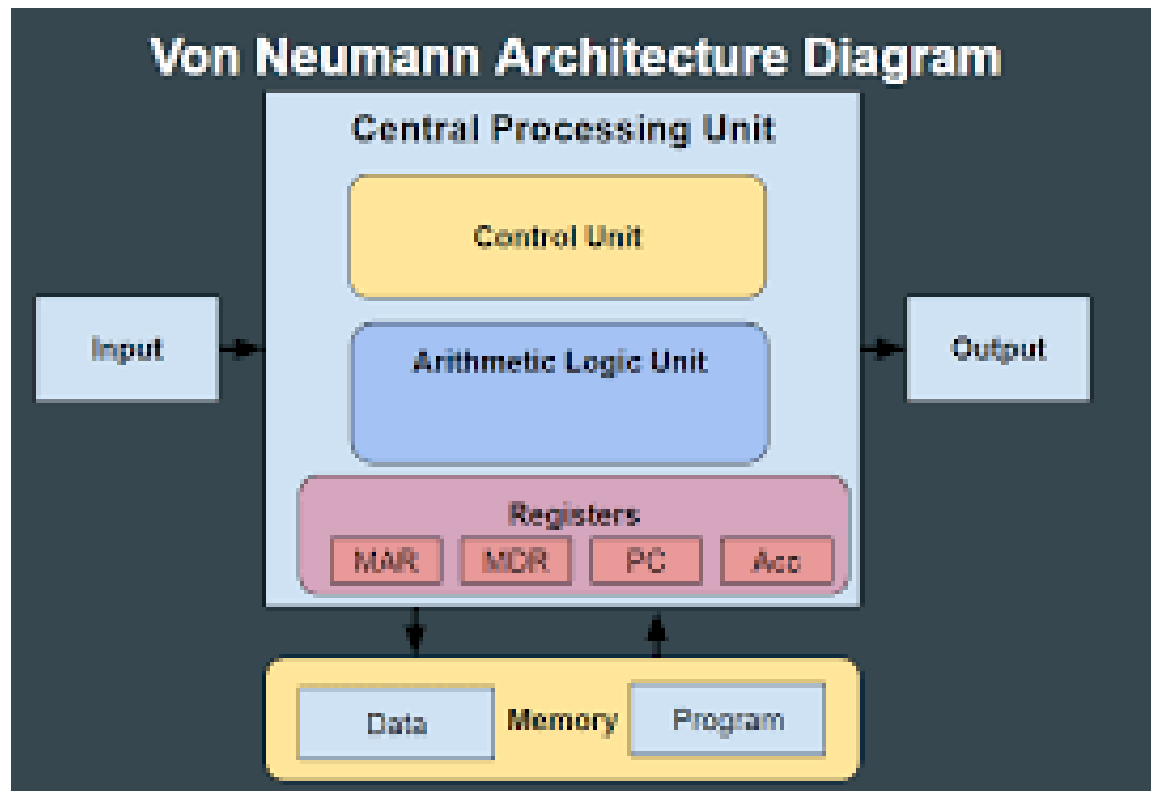 Von Neumann Architecture Diagram
Central Processing Unit
Control Unit
Input
Arithmetic Logic Unit
Output
Registers
MAR
MDR
PC
Acc
Data
Memory
Program